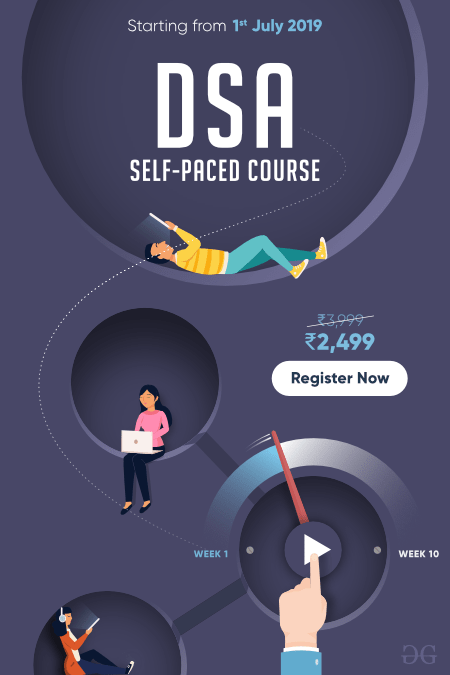 Starting from 1st July 2019
DSA
SELF-PACED COURSE
₹3,999
₹2,499
Register Now
WEEK 1
WEEK 10